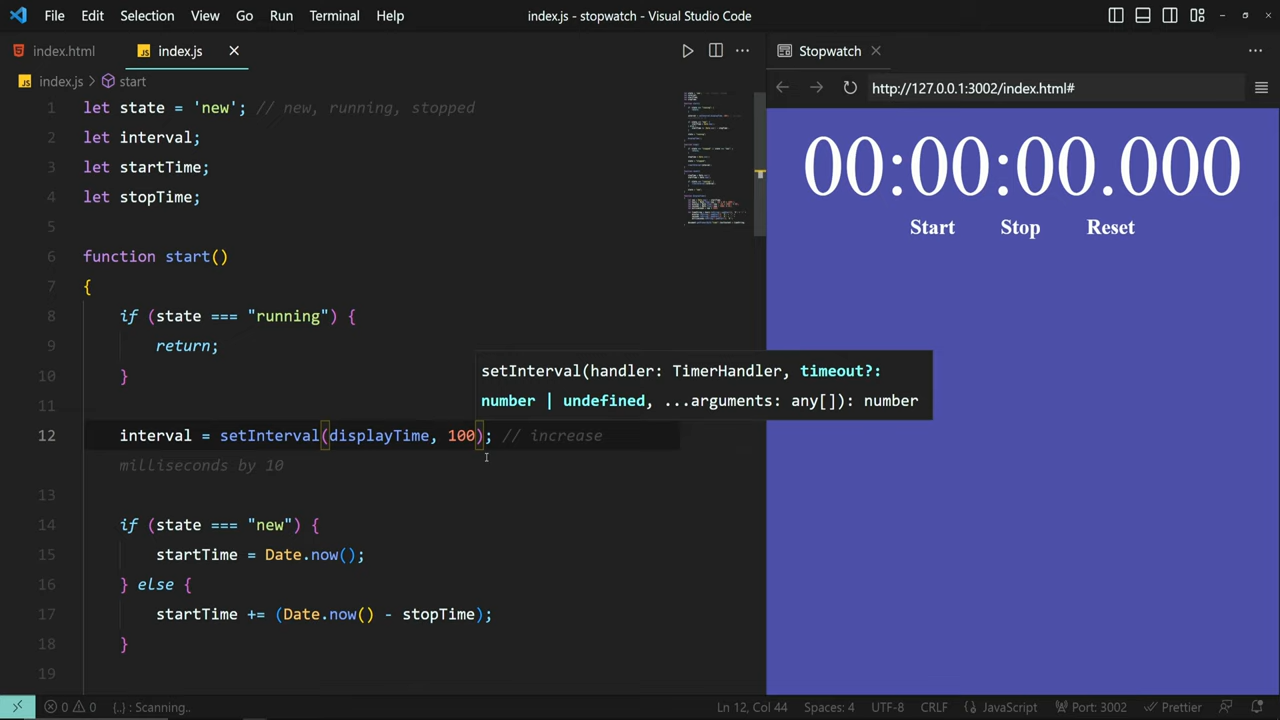 File Edit Selection View Go Run Terminal Help index.js - stopwatch - Visual Studio Code
index.html JS index.js Stopwatch
JS index.js > start http://127.0.0.1:3002/index.html#
1 let state = 'new'; // new, running, stopped
2 let interval;
3 let startTime;
4 let stopTime;
5
6 function start()
7 {
8 if (state === "running") {
9 return;
10 }
11
12 interval = setInterval(displayTime, 100); // increase
milliseconds by 10
13
14 if (state === "new") {
15 startTime = Date.now();
16 } else {
17 startTime += (Date.now() - stopTime);
18 }
19
setInterval(handler: TimerHandler, timeout?:
number | undefined, ...arguments: any[]): number
00:00:00.000
Start Stop Reset
0 0 {..} : Scanning.. Ln 12, Col 44 Spaces: 4 UTF-8 CRLF {} JavaScript Port: 3002 Prettier